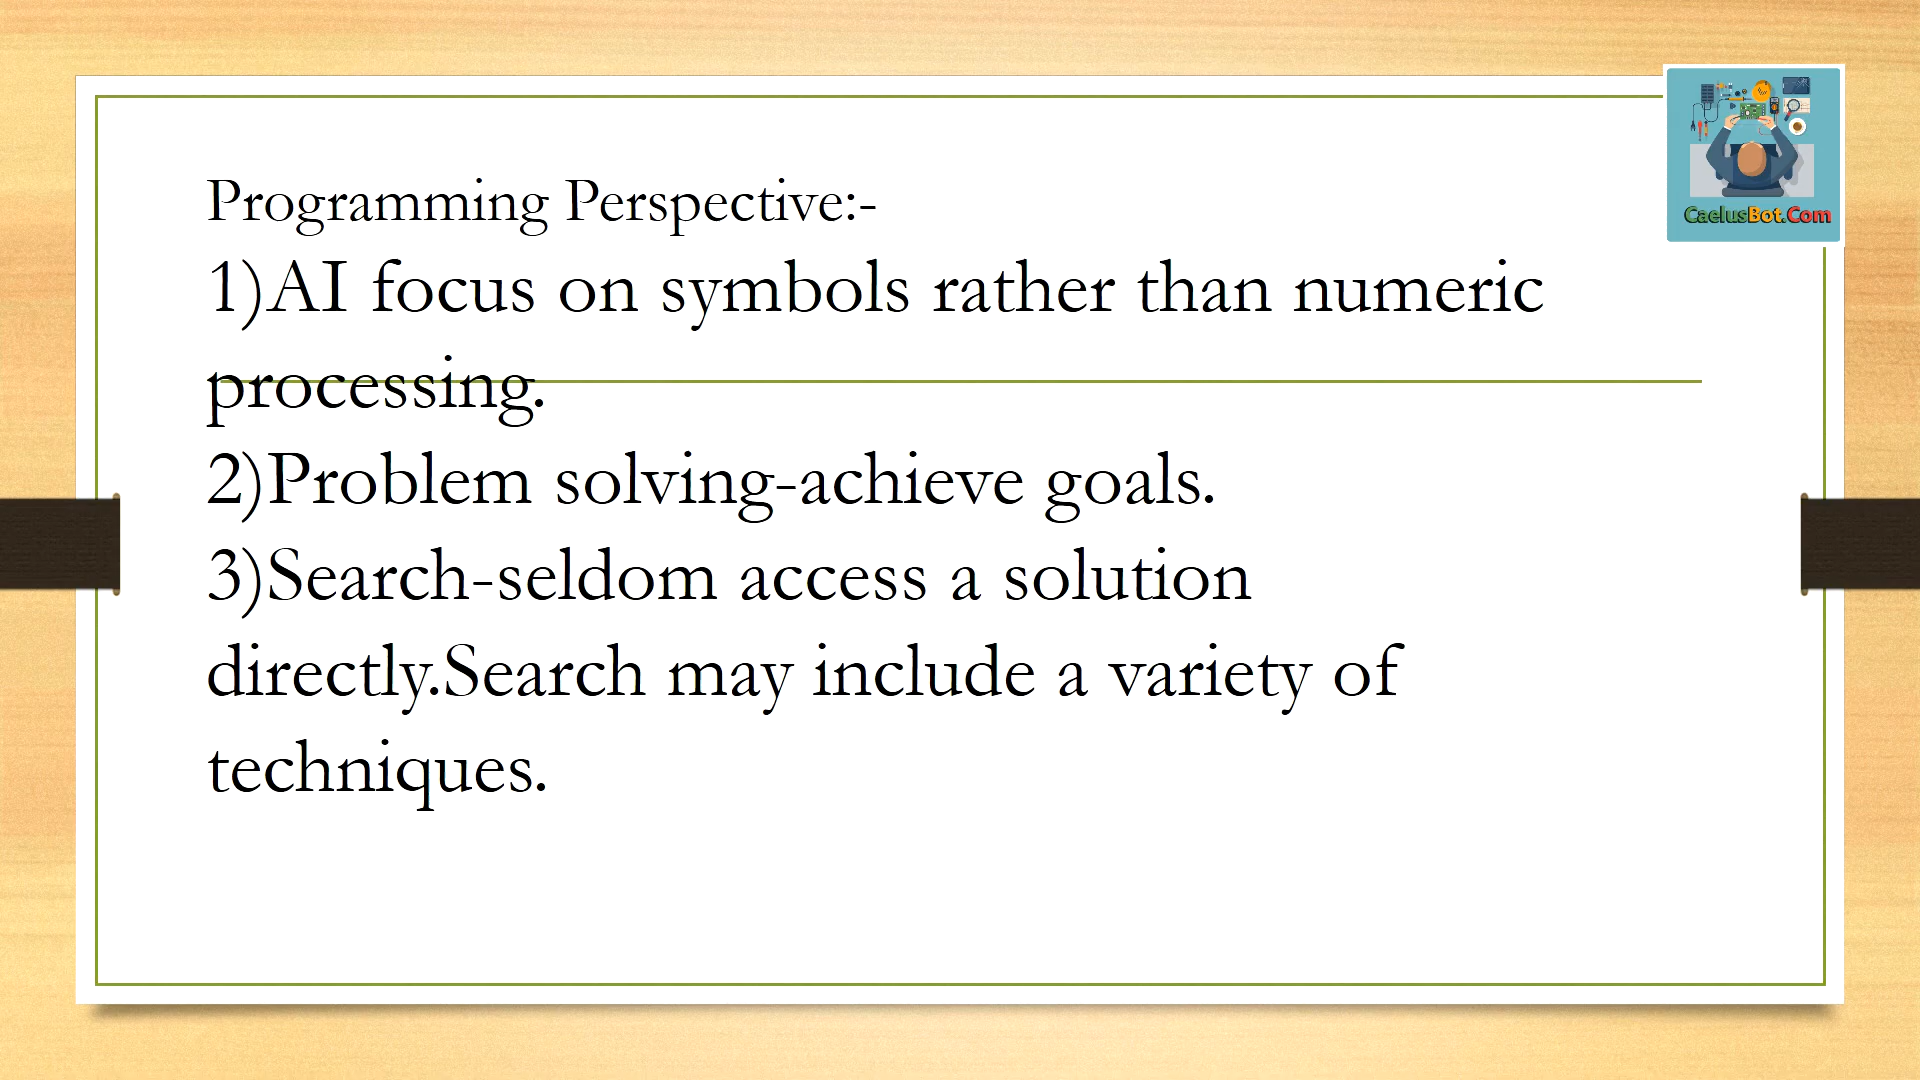 CaelusBot.Com
Programming Perspective:-
1)AI focus on symbols rather than numeric
processing.
2)Problem solving-achieve goals.
3)Search-seldom access a solution
directly.Search may include a variety of
techniques.